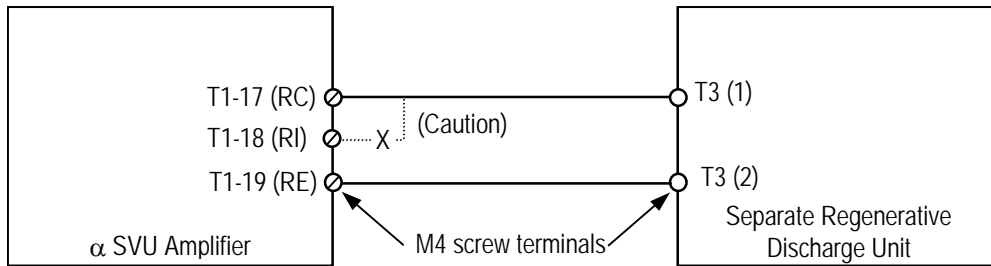 T1-17 (RC)
T3 (1)
(Caution)
T1-18 (RI)
X
T1-19 (RE)
T3 (2)
α SVU Amplifier
M4 screw terminals
Separate Regenerative
Discharge Unit